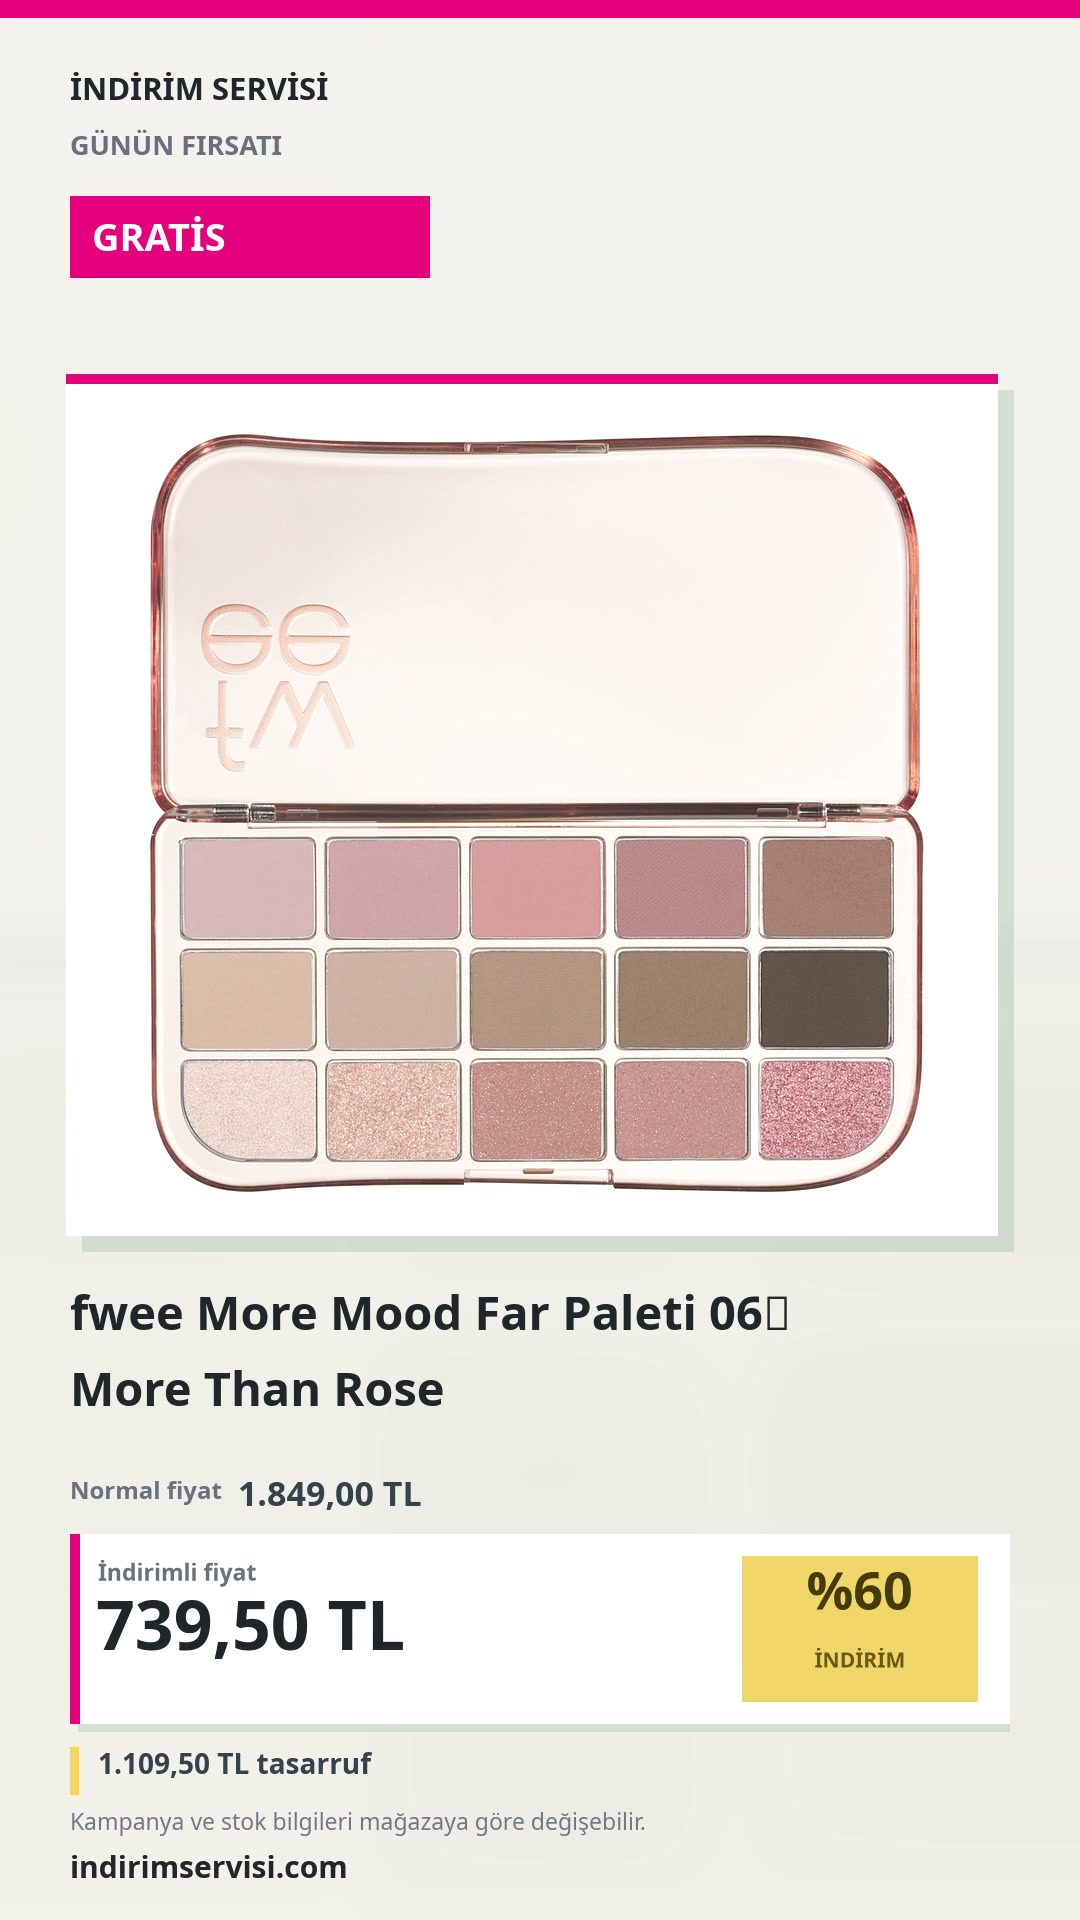 İNDİRİM SERVİSİ
GÜNÜN FIRSATI
GRATİS
fwee
fwee More Mood Far Paleti 06
More Than Rose
Normal fiyat 1.849,00 TL
İndirimli fiyat
739,50 TL
%60
İNDİRİM
1.109,50 TL tasarruf
Kampanya ve stok bilgileri mağazaya göre değişebilir.
indirimservisi.com